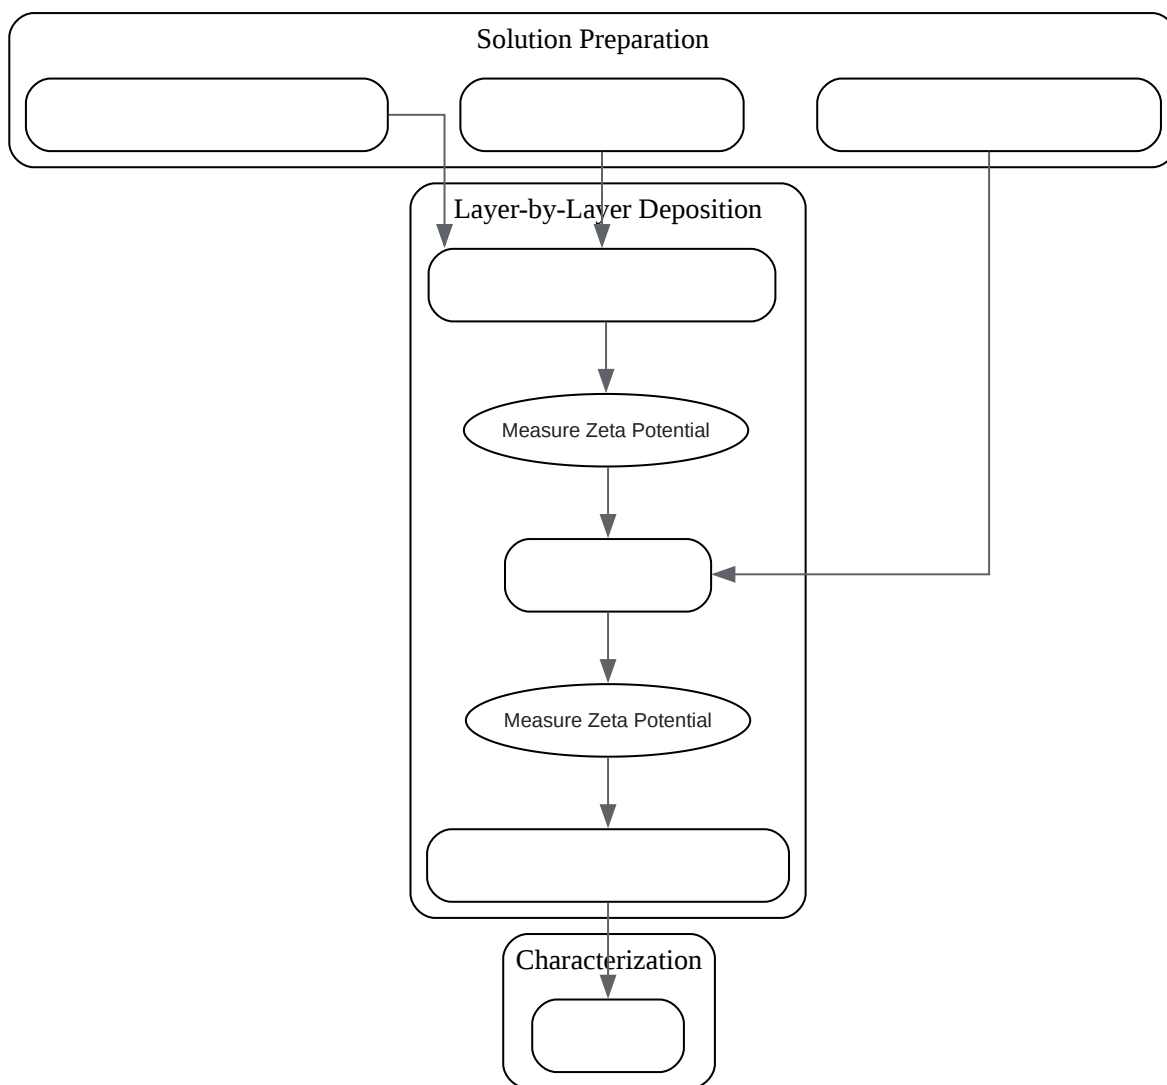 Solution Preparation
Layer-by-Layer Deposition
Measure Zeta Potential
Measure Zeta Potential
Characterization